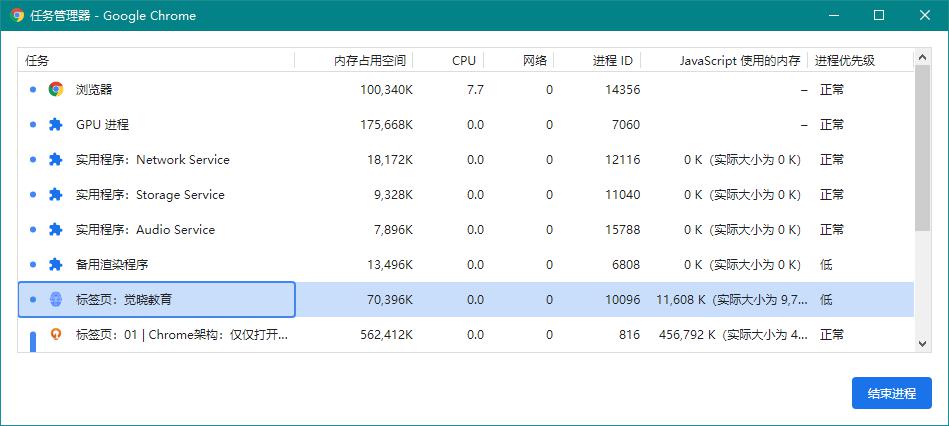 任务管理器 - Google Chrome
任务 内存占用空间 CPU 网络 进程 ID JavaScript 使用的内存 进程优先级
浏览器 100,340K 7.7 0 14356 – 正常
GPU 进程 175,668K 0.0 0 7060 – 正常
实用程序：Network Service 18,172K 0.0 0 12116 0 K（实际大小为 0 K） 正常
实用程序：Storage Service 9,328K 0.0 0 11040 0 K（实际大小为 0 K） 正常
实用程序：Audio Service 7,896K 0.0 0 15788 0 K（实际大小为 0 K） 正常
备用渲染程序 13,496K 0.0 0 6808 0 K（实际大小为 0 K） 低
标签页：觉晓教育 70,396K 0.0 0 10096 11,608 K（实际大小为 9,7... 低
标签页：01 | Chrome架构：仅仅打开... 562,412K 0.0 0 816 456,792 K（实际大小为 4... 正常
结束进程